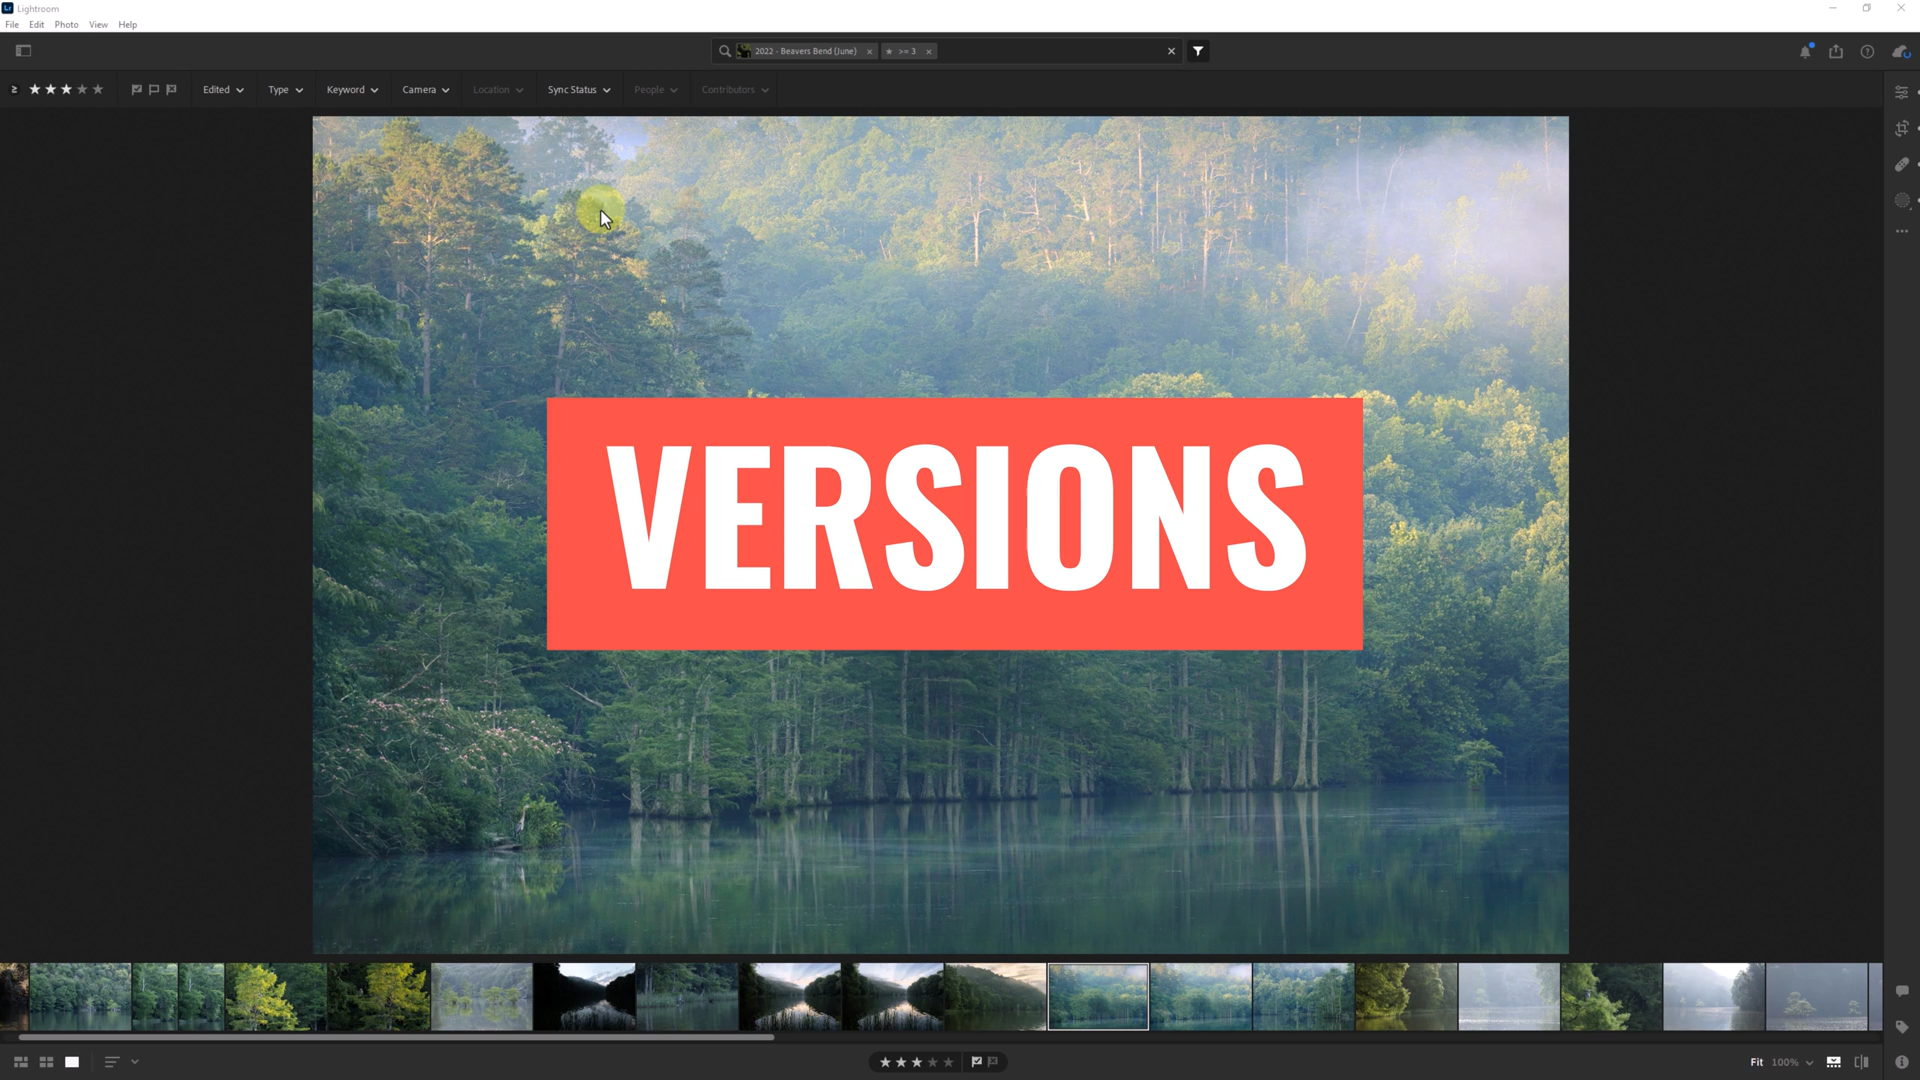 Lr Lightroom
File Edit Photo View Help
2022 - Beavers Bend (June) × ★ >= 3 ×
≥ ★★★★★ Edited Type Keyword Camera Location Sync Status People Contributors
VERSIONS
Fit 100%